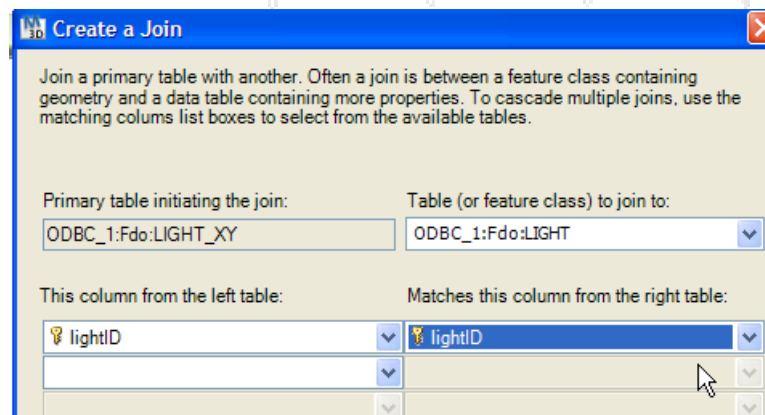 M 3D Create a Join
Join a primary table with another. Often a join is between a feature class containing
geometry and a data table containing more properties. To cascade multiple joins, use the
matching colums list boxes to select from the available tables.
Primary table initiating the join:
Table (or feature class) to join to:
ODBC_1:Fdo:LIGHT_XY
ODBC_1:Fdo:LIGHT
This column from the left table:
Matches this column from the right table:
lightID
lightID